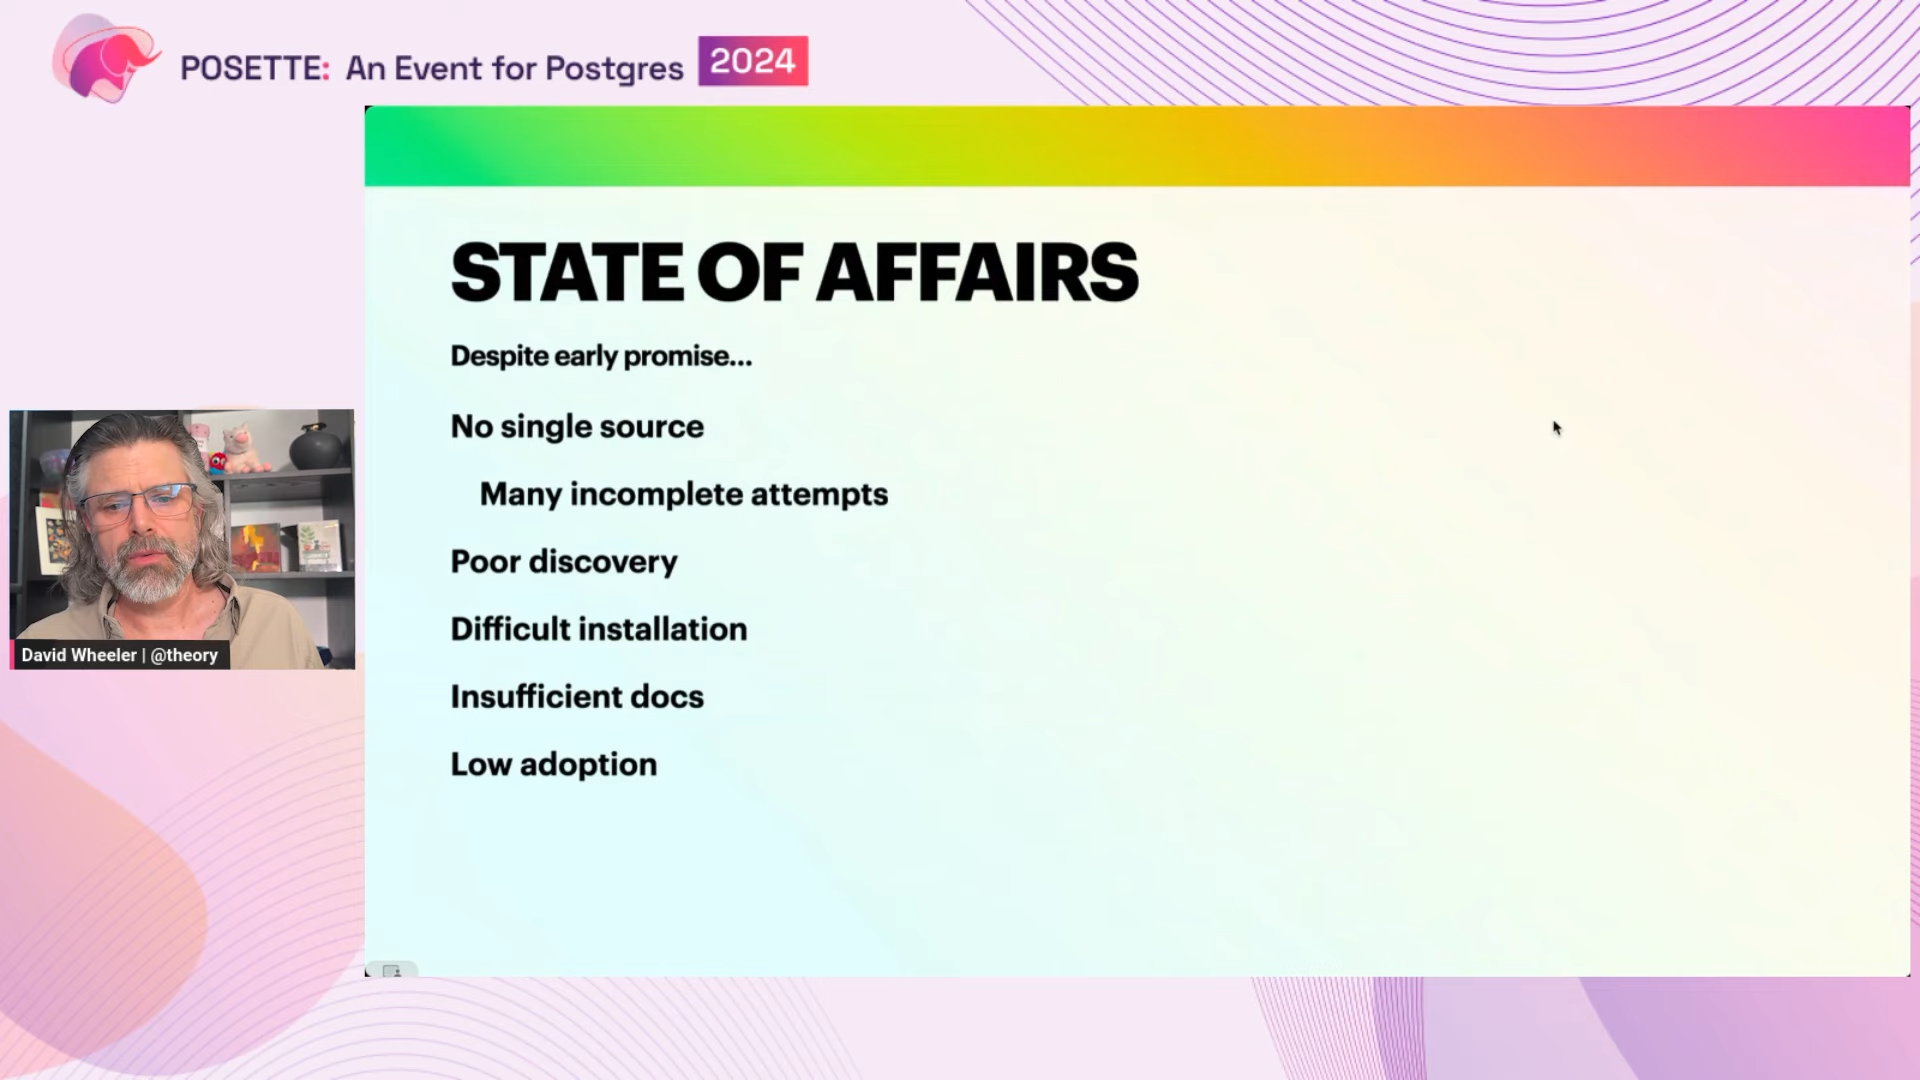 POSETTE: An Event for Postgres 2024
STATE OF AFFAIRS
Despite early promise...
No single source
Many incomplete attempts
Poor discovery
Difficult installation
Insufficient docs
Low adoption
David Wheeler | @theory